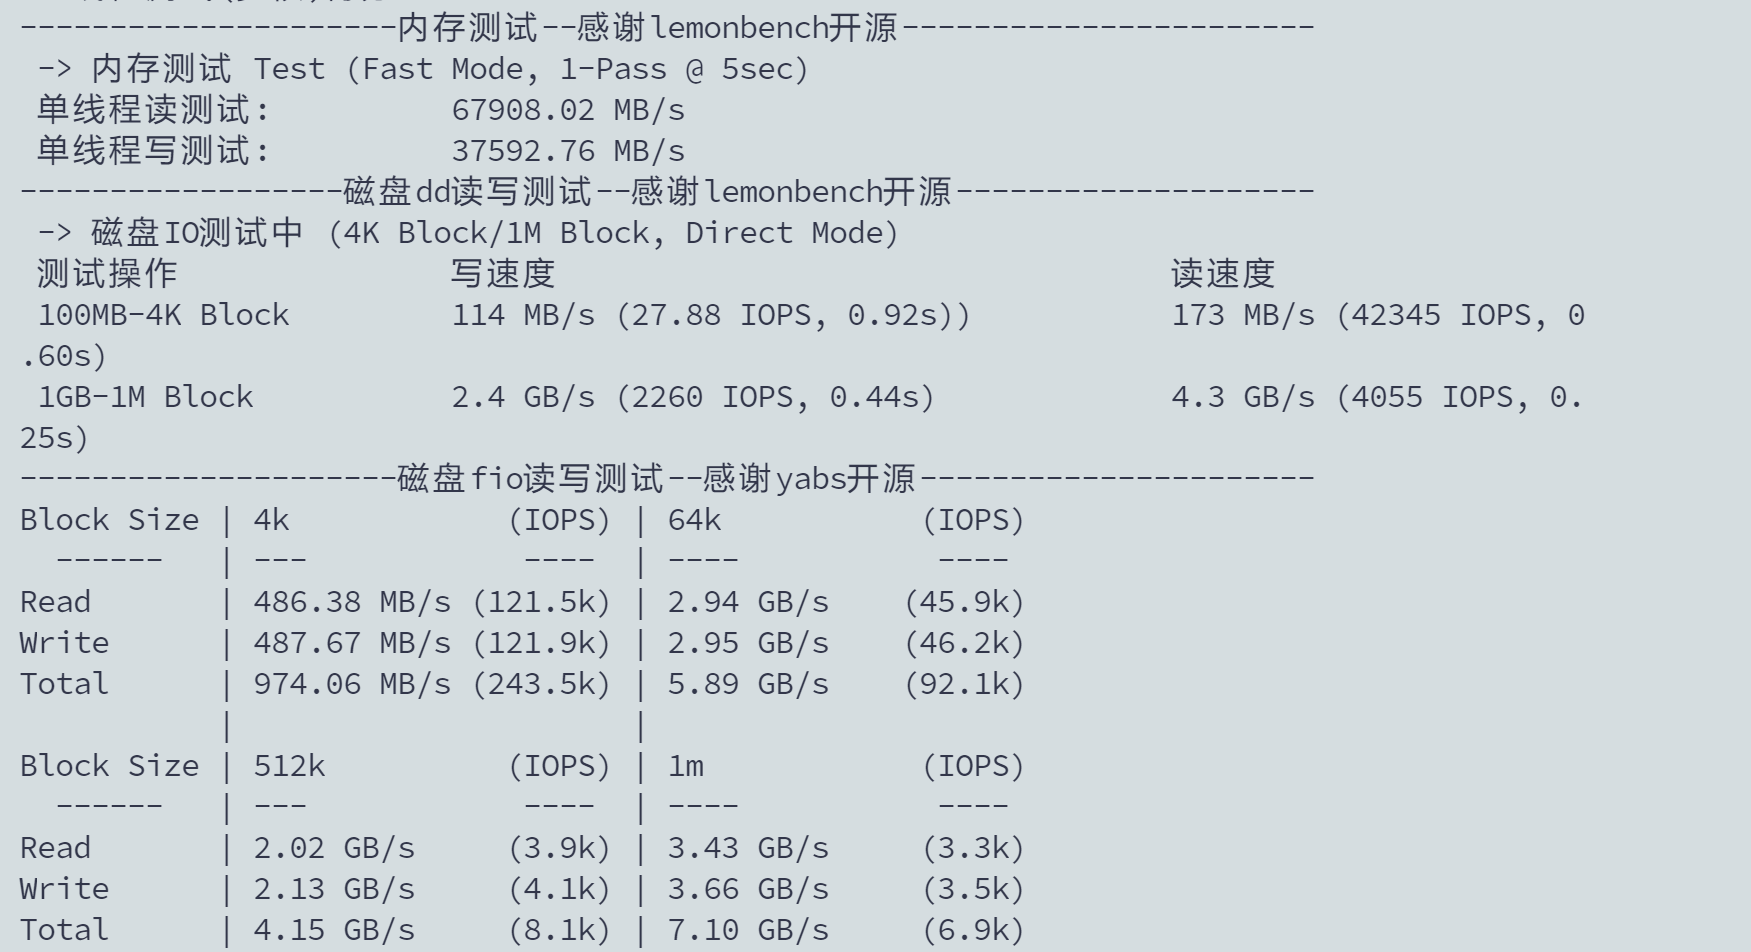 ---------------------内存测试--感谢lemonbench开源-----------------------
 -> 内存测试 Test (Fast Mode, 1-Pass @ 5sec)
 单线程读测试:          67908.02 MB/s
 单线程写测试:          37592.76 MB/s
------------------磁盘dd读写测试--感谢lemonbench开源--------------------
 -> 磁盘IO测试中 (4K Block/1M Block, Direct Mode)
 测试操作               写速度                                  读速度
 100MB-4K Block         114 MB/s (27.88 IOPS, 0.92s))           173 MB/s (42345 IOPS, 0
.60s)
 1GB-1M Block           2.4 GB/s (2260 IOPS, 0.44s)             4.3 GB/s (4055 IOPS, 0.
25s)
---------------------磁盘fio读写测试--感谢yabs开源----------------------
Block Size | 4k            (IOPS) | 64k           (IOPS)
  ------   | ---            ----  | ----           ----
Read       | 486.38 MB/s (121.5k) | 2.94 GB/s    (45.9k)
Write      | 487.67 MB/s (121.9k) | 2.95 GB/s    (46.2k)
Total      | 974.06 MB/s (243.5k) | 5.89 GB/s    (92.1k)
           |                      |
Block Size | 512k          (IOPS) | 1m            (IOPS)
  ------   | ---            ----  | ----           ----
Read       | 2.02 GB/s     (3.9k) | 3.43 GB/s     (3.3k)
Write      | 2.13 GB/s     (4.1k) | 3.66 GB/s     (3.5k)
Total      | 4.15 GB/s     (8.1k) | 7.10 GB/s     (6.9k)